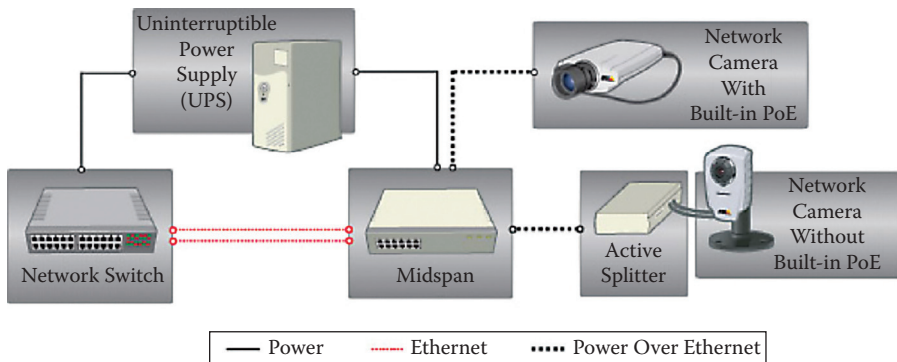 Uninterruptible
Power
Supply
(UPS)
Network
Camera
With
Built-in PoE
Network Switch
Midspan
Active
Splitter
Network
Camera
Without
Built-in PoE
Power
Ethernet
Power Over Ethernet